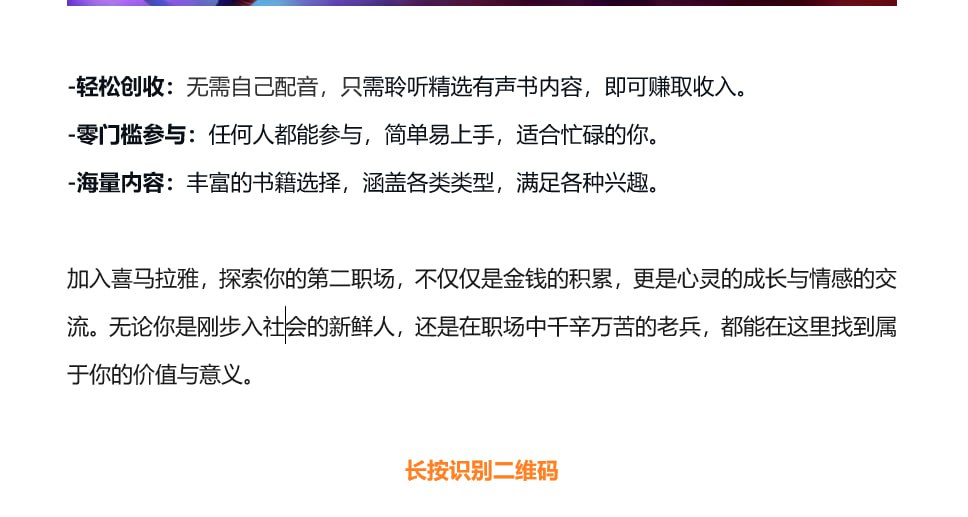 -轻松创收：无需自己配音，只需聆听精选有声书内容，即可赚取收入。
-零门槛参与：任何人都能参与，简单易上手，适合忙碌的你。
-海量内容：丰富的书籍选择，涵盖各类类型，满足各种兴趣。
加入喜马拉雅，探索你的第二职场，不仅仅是金钱的积累，更是心灵的成长与情感的交
流。无论你是刚步入社会的新鲜人，还是在职场中千辛万苦的老兵，都能在这里找到属
于你的价值与意义。
长按识别二维码